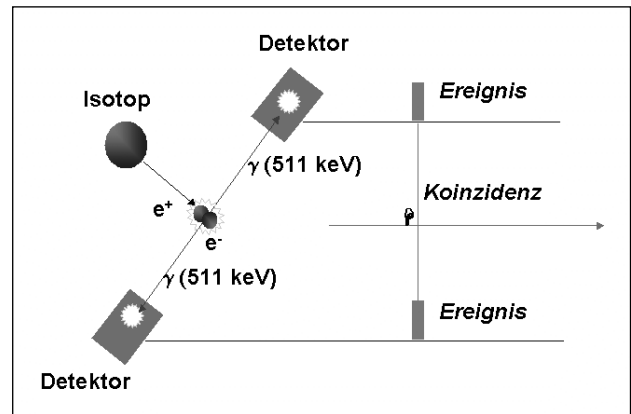 Detektor
Isotop
Ereignis
γ (511 keV)
Koinzidenz
e⁺
e⁻
γ (511 keV)
Ereignis
Detektor